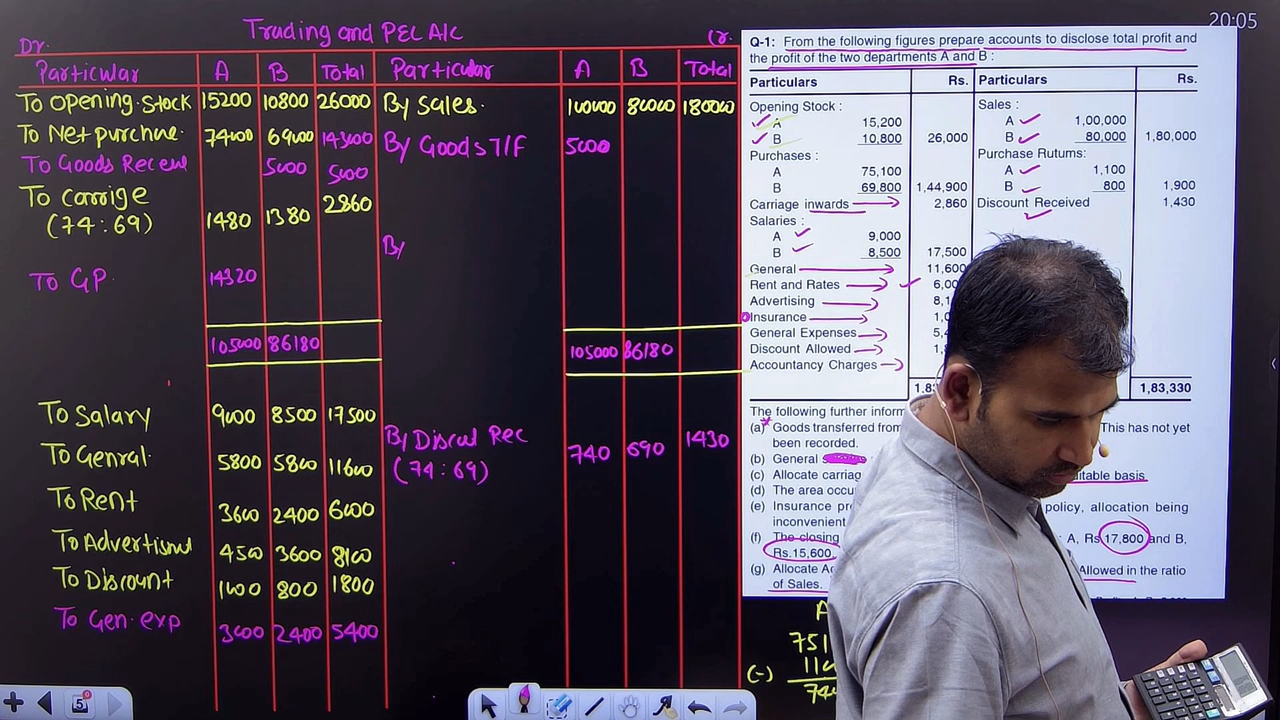 20:05
Trading and P&L A/C
Dr.
Cr.
Particular A B Total Particular A B Total
To Opening Stock 15200 10800 26000 By Sales. 100000 80000 180000
To Net purchase. 74000 69000 143000 By Goods T/F 5000
To Goods Receved 5000 5000
To Carrige
(74:69) 1480 1380 2860
By
To GP. 14320
105000 86180 105000 86180
To Salary 9000 8500 17500
To Genral. 5800 5800 11600 By Discut Rec 740 690 1430
(74:69)
To Rent 3600 2400 6000
To Advertismt 4500 3600 8100
To Discount 1000 800 1800
To Gen. exp 3000 2400 5400
Q-1: From the following figures prepare accounts to disclose total profit and
the profit of the two departments A and B :
Particulars Rs. Particulars Rs.
Opening Stock : Sales :
A 15,200 A 1,00,000
B 10,800 26,000 B 80,000 1,80,000
Purchases : Purchase Ruturns:
A 75,100 A 1,100
B 69,800 1,44,900 B 800 1,900
Carriage inwards 2,860 Discount Received 1,430
Salaries :
A 9,000
B 8,500 17,500
General 11,600
Rent and Rates
Advertising
Insurance
General Expenses
Discount Allowed
Accountancy Charges
1,83,330
The following further
(a) Goods transferred from This has not yet
been recorded.
(b) General
(c) Allocate suitable basis.
(d) The area
(e) Insurance policy, allocation being
inconvenient
(f) The closing A, Rs.17,800 and B,
Rs.15,600.
(g) Allocate Allowed in the ratio
of Sales.
A
(-)
5